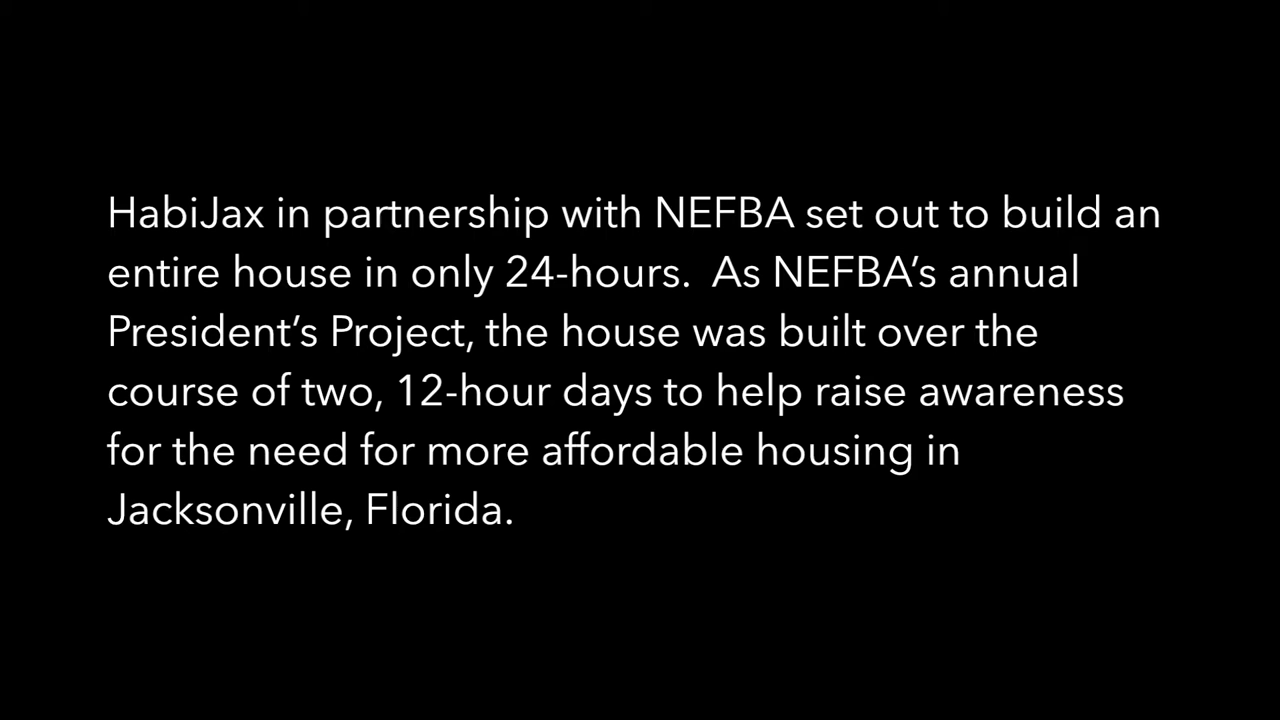 HabiJax in partnership with NEFBA set out to build an
entire house in only 24-hours.  As NEFBA’s annual
President’s Project, the house was built over the
course of two, 12-hour days to help raise awareness
for the need for more affordable housing in
Jacksonville, Florida.